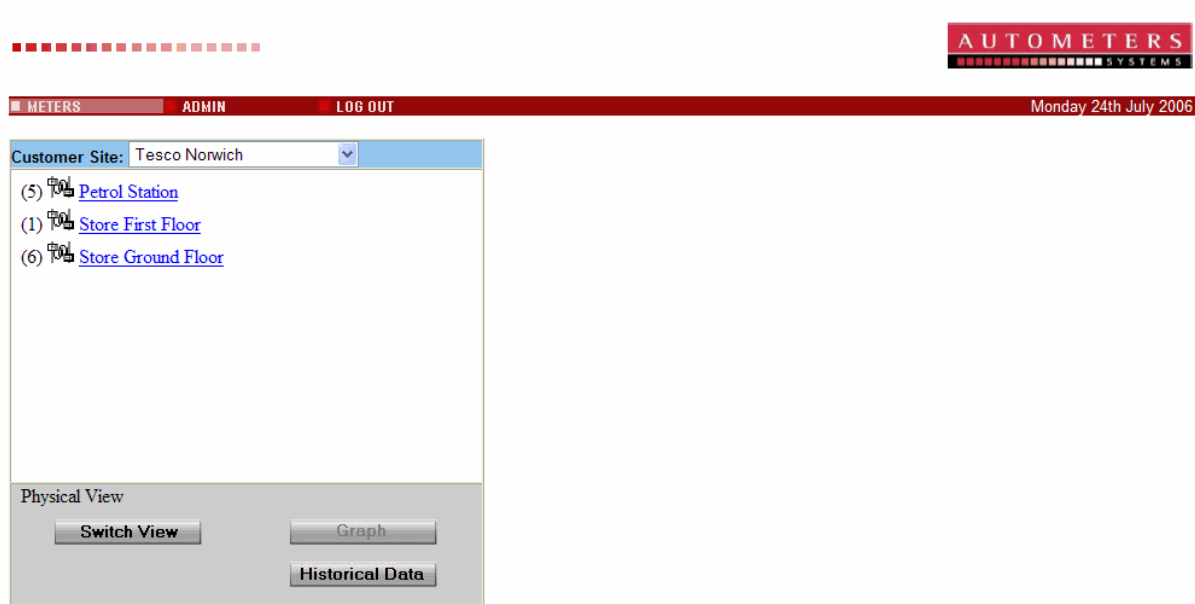 AUTOMETERS
SYSTEMS
METERS ADMIN LOG OUT Monday 24th July 2006
Customer Site: Tesco Norwich
(5) Petrol Station
(1) Store First Floor
(6) Store Ground Floor
Physical View
Switch View Graph
Historical Data